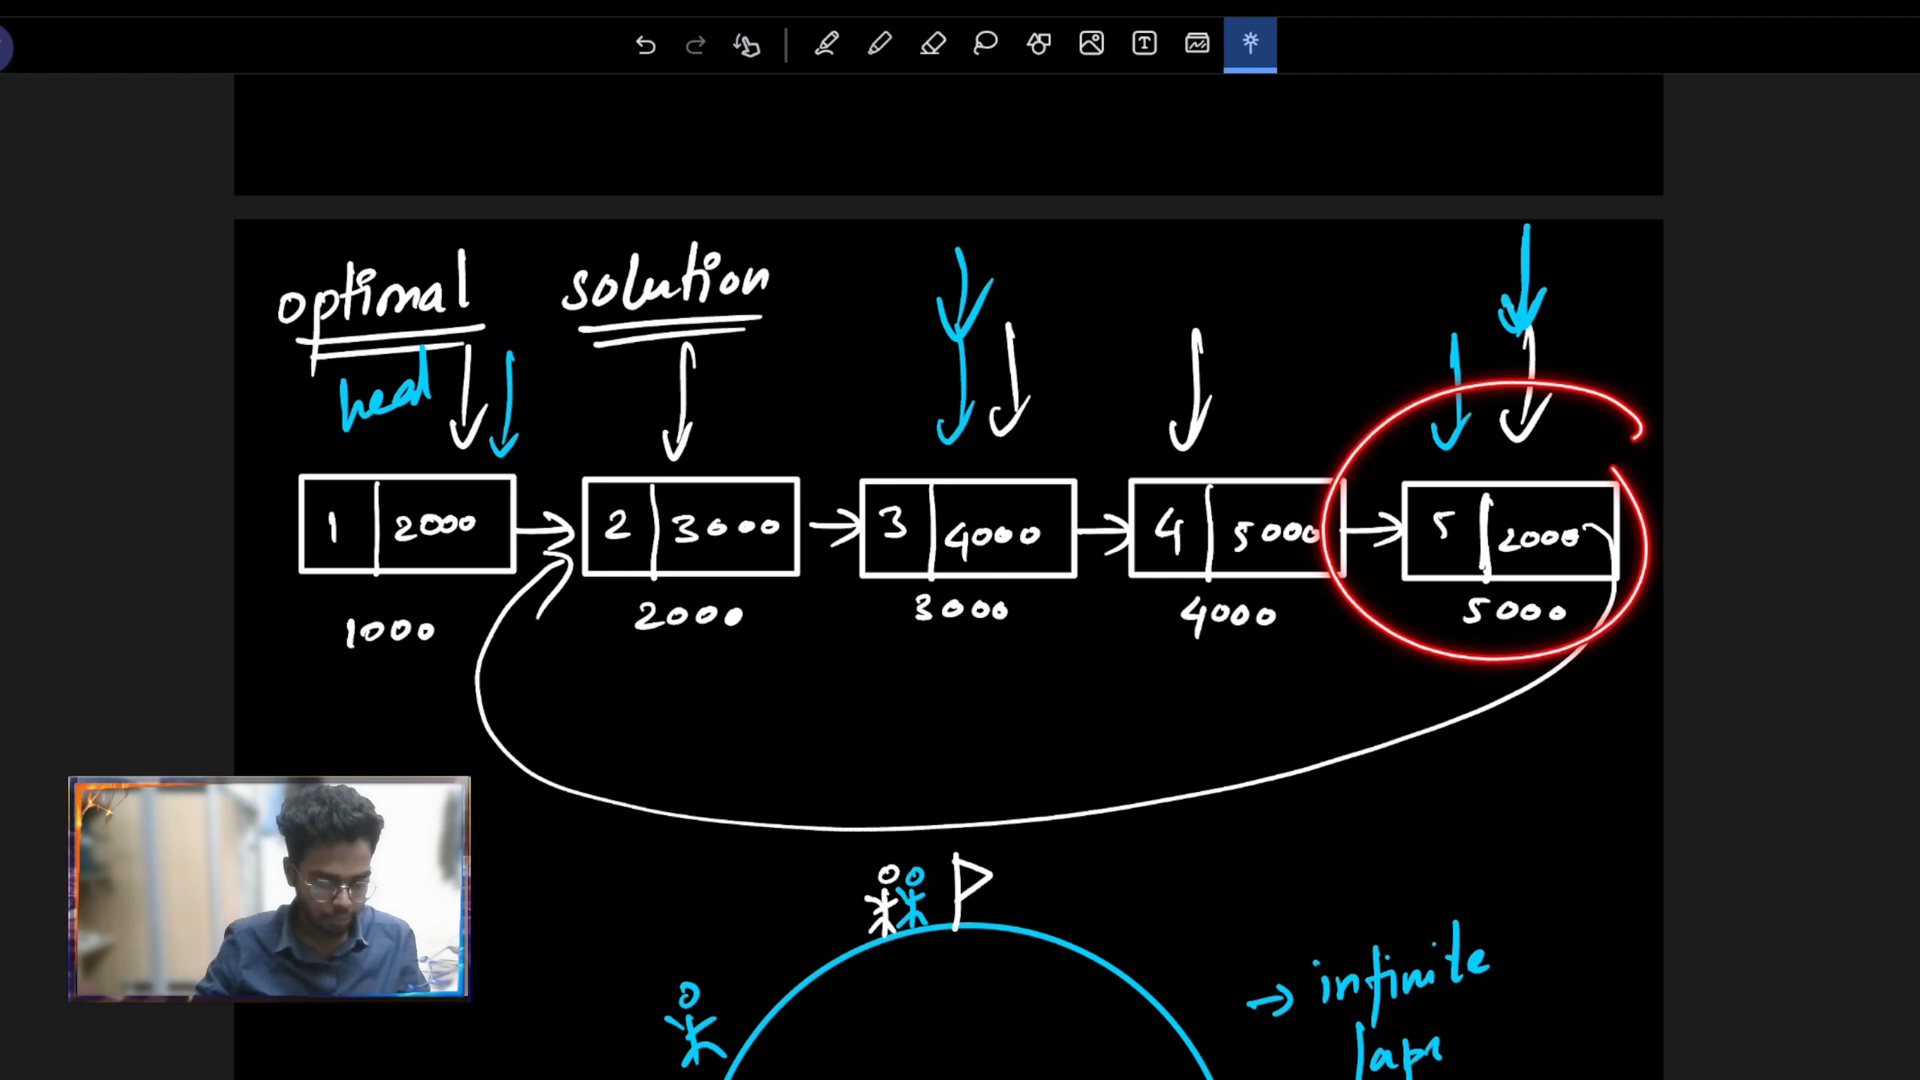 optimal solution
head
1 2000 2 3000 3 4000 4 5000 5 2000
1000 2000 3000 4000 5000
→ infinite
laps